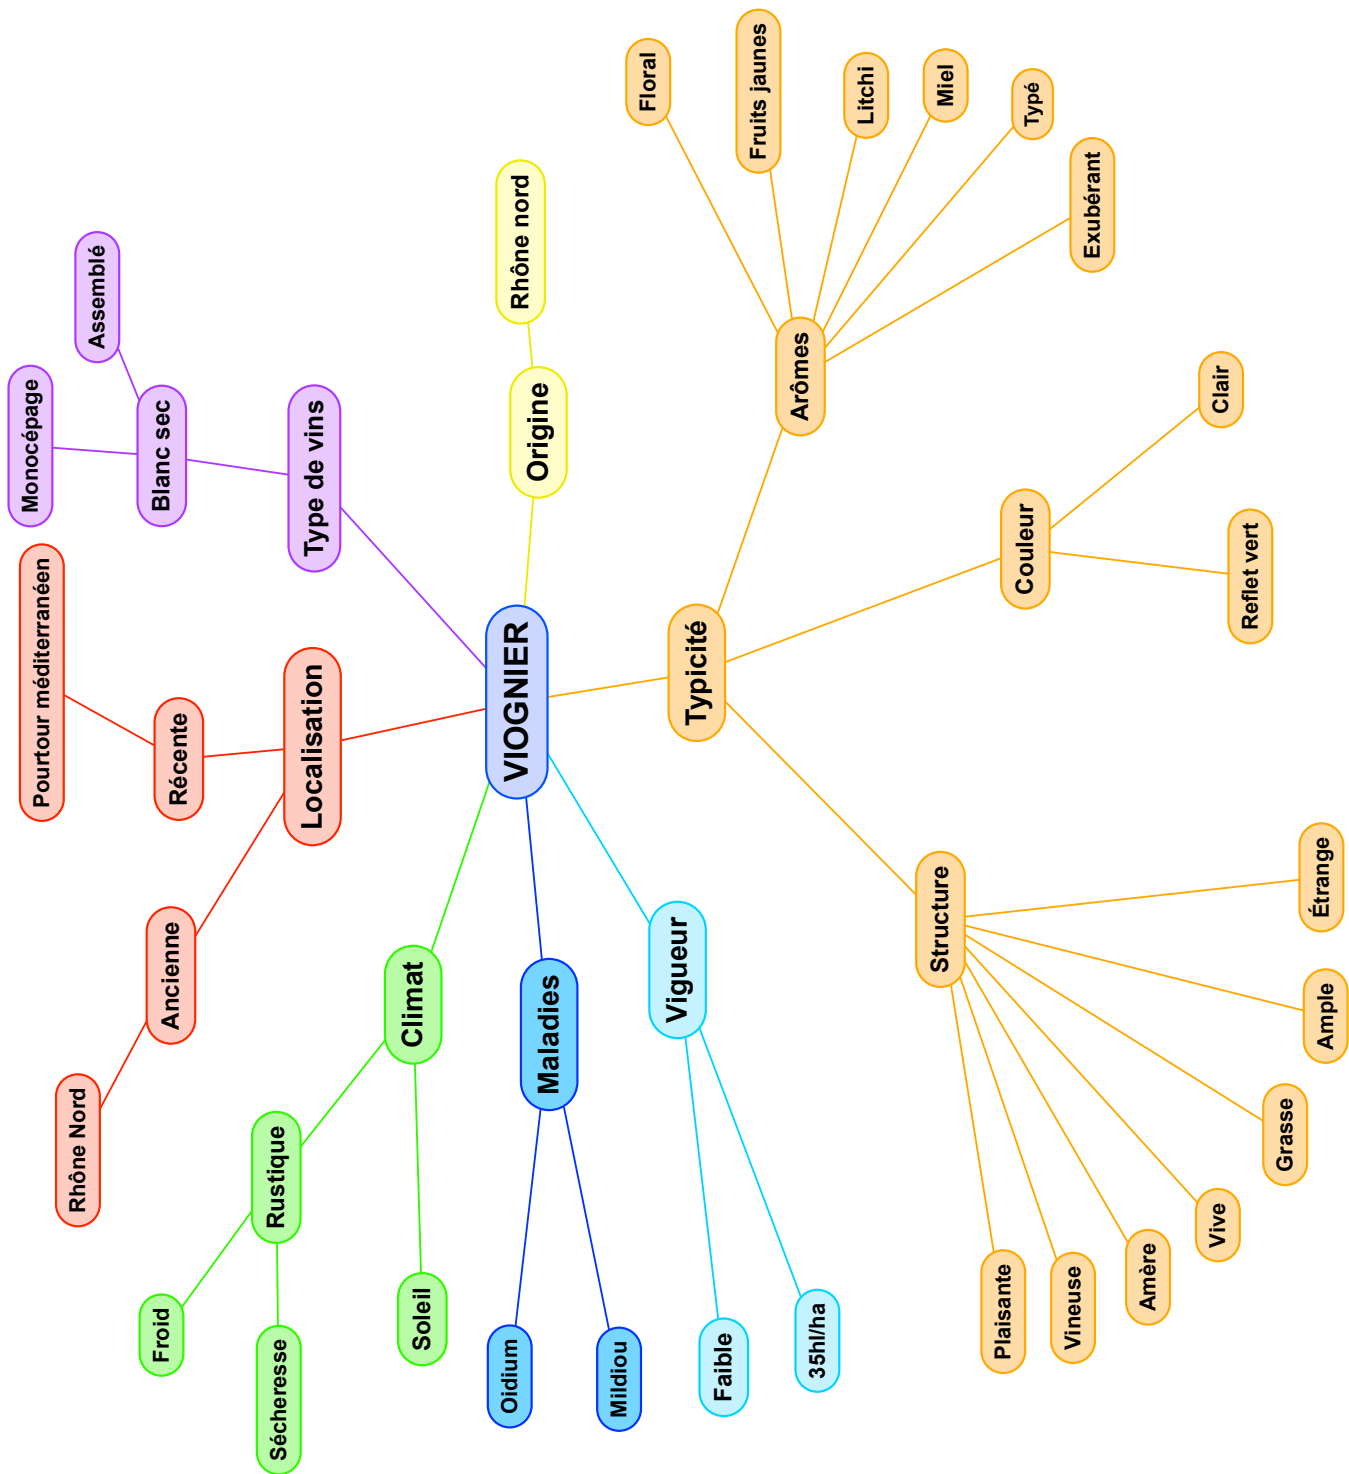 VIOGNIER
Origine
Rhône nord
Typicité
Arômes
Floral
Fruits jaunes
Litchi
Miel
Typé
Exubérant
Couleur
Clair
Reflet vert
Structure
Étrange
Ample
Grasse
Vive
Amère
Vineuse
Plaisante
Vigueur
35hl/ha
Faible
Maladies
Mildiou
Oidium
Climat
Soleil
Rustique
Sécheresse
Froid
Localisation
Ancienne
Rhône Nord
Récente
Pourtour méditerranéen
Type de vins
Blanc sec
Monocépage
Assemblé